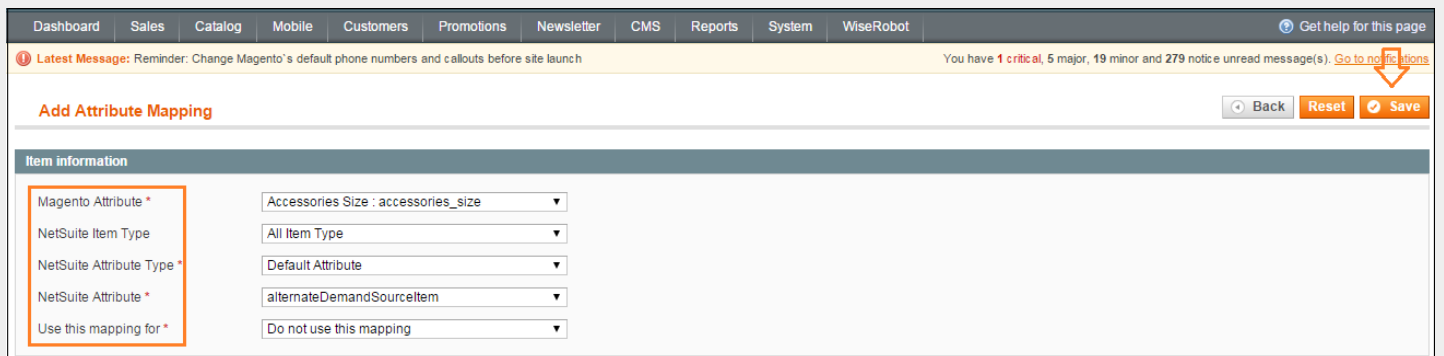 Dashboard Sales Catalog Mobile Customers Promotions Newsletter CMS Reports System WiseRobot Get help for this page
Latest Message: Reminder: Change Magento`s default phone numbers and callouts before site launch You have 1 critical, 5 major, 19 minor and 279 notice unread message(s). Go to notifications
Add Attribute Mapping Back Reset Save
Item information
Magento Attribute * Accessories Size : accessories_size
NetSuite Item Type All Item Type
NetSuite Attribute Type * Default Attribute
NetSuite Attribute * alternateDemandSourceItem
Use this mapping for * Do not use this mapping